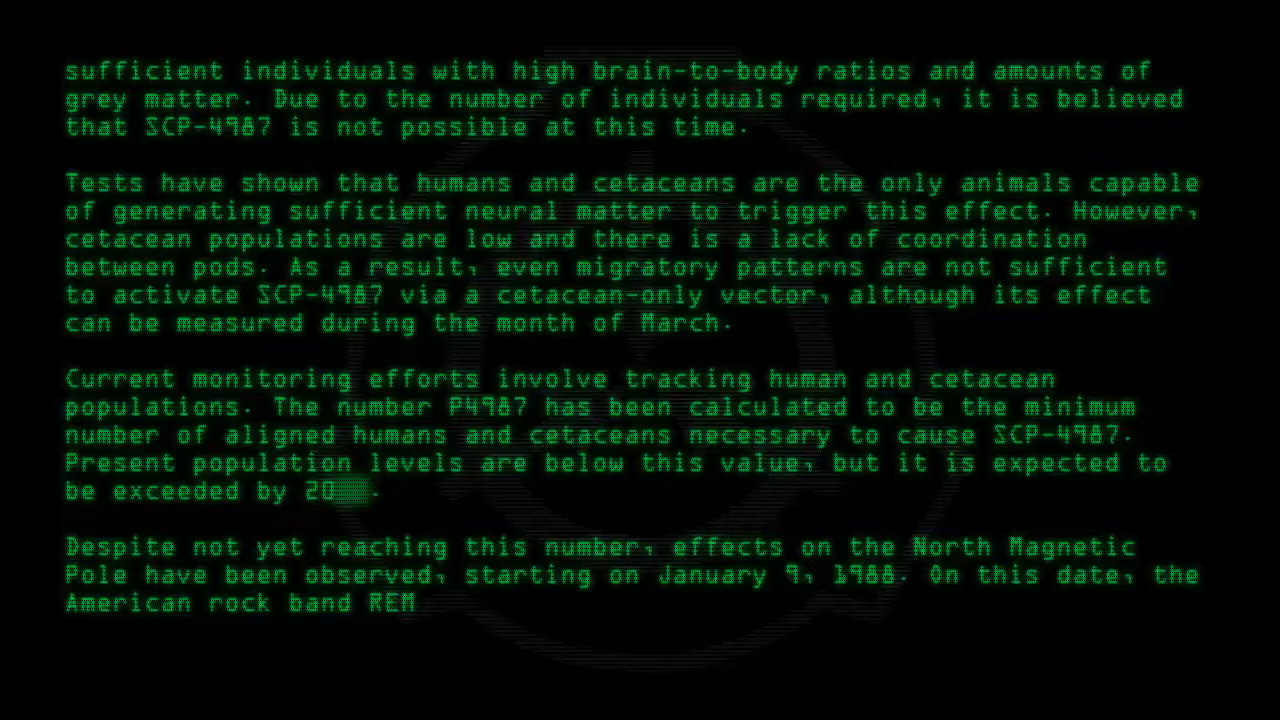 sufficient individuals with high brain-to-body ratios and amounts of
grey matter. Due to the number of individuals required, it is believed
that SCP-4987 is not possible at this time.
Tests have shown that humans and cetaceans are the only animals capable
of generating sufficient neural matter to trigger this effect. However,
cetacean populations are low and there is a lack of coordination
between pods. As a result, even migratory patterns are not sufficient
to activate SCP-4987 via a cetacean-only vector, although its effect
can be measured during the month of March.
Current monitoring efforts involve tracking human and cetacean
populations. The number P4987 has been calculated to be the minimum
number of aligned humans and cetaceans necessary to cause SCP-4987.
Present population levels are below this value, but it is expected to
be exceeded by 20▒▒.
Despite not yet reaching this number, effects on the North Magnetic
Pole have been observed, starting on January 9, 1988. On this date, the
American rock band REM